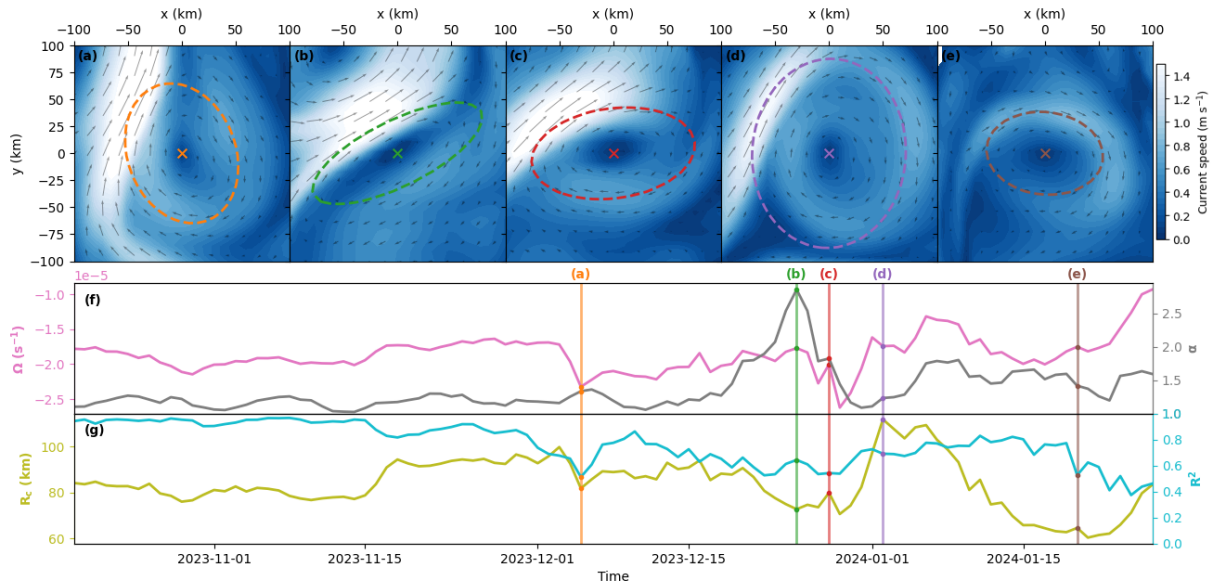 x (km) x (km) x (km) x (km) x (km)
−100 −50 0 50 −100 −50 0 50 −100 −50 0 50 −100 −50 0 50 −100 −50 0 50 100
(a) (b) (c) (d) (e)
100
75
50
25
0
−25
−50
−75
−100
y (km)
1.4
1.2
1.0
0.8
0.6
0.4
0.2
0.0
Current speed (m s⁻¹)
1e−5
(a) (b) (c) (d) (e)
(f)
−1.0
−1.5
−2.0
−2.5
Ω (s⁻¹)
2.5
2.0
1.5
1.0
α
(g)
100
80
60
R_c (km)
1.0
0.8
0.6
0.4
0.2
0.0
R²
2023-11-01 2023-11-15 2023-12-01 2023-12-15 2024-01-01 2024-01-15
Time